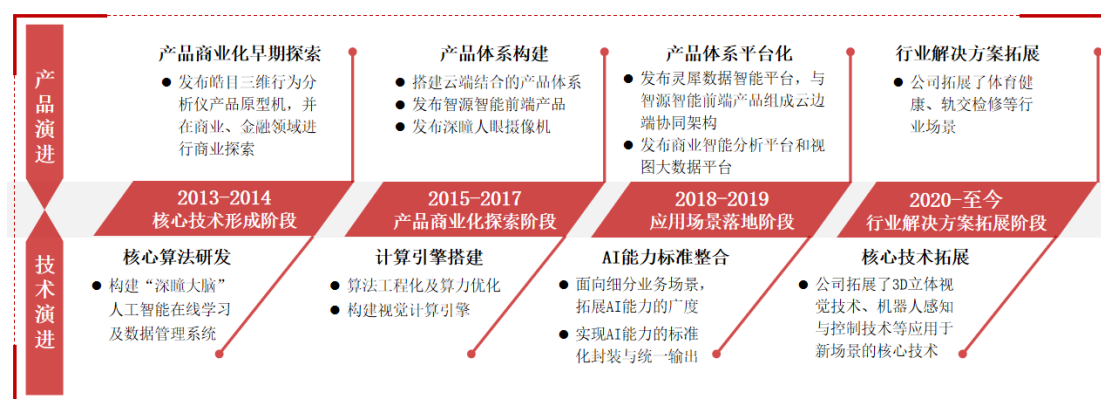 产品演进
产品商业化早期探索
● 发布皓目三维行为分
析仪产品原型机，并
在商业、金融领域进
行商业探索
产品体系构建
● 搭建云端结合的产品体系
● 发布智源智能前端产品
● 发布深瞳人眼摄像机
产品体系平台化
● 发布灵犀数据智能平台，与
智源智能前端产品组成云边
端协同架构
● 发布商业智能分析平台和视
图大数据平台
行业解决方案拓展
● 公司拓展了体育健
康、轨交检修等行
业场景
2013-2014
核心技术形成阶段
2015-2017
产品商业化探索阶段
2018-2019
应用场景落地阶段
2020-至今
行业解决方案拓展阶段
技术演进
核心算法研发
● 构建“深瞳大脑”
人工智能在线学习
及数据管理系统
计算引擎搭建
● 算法工程化及算力优化
● 构建视觉计算引擎
AI能力标准整合
● 面向细分业务场景，
拓展AI能力的广度
● 实现AI能力的标准
化封装与统一输出
核心技术拓展
● 公司拓展了3D立体视
觉技术、机器人感知
与控制技术等应用于
新场景的核心技术